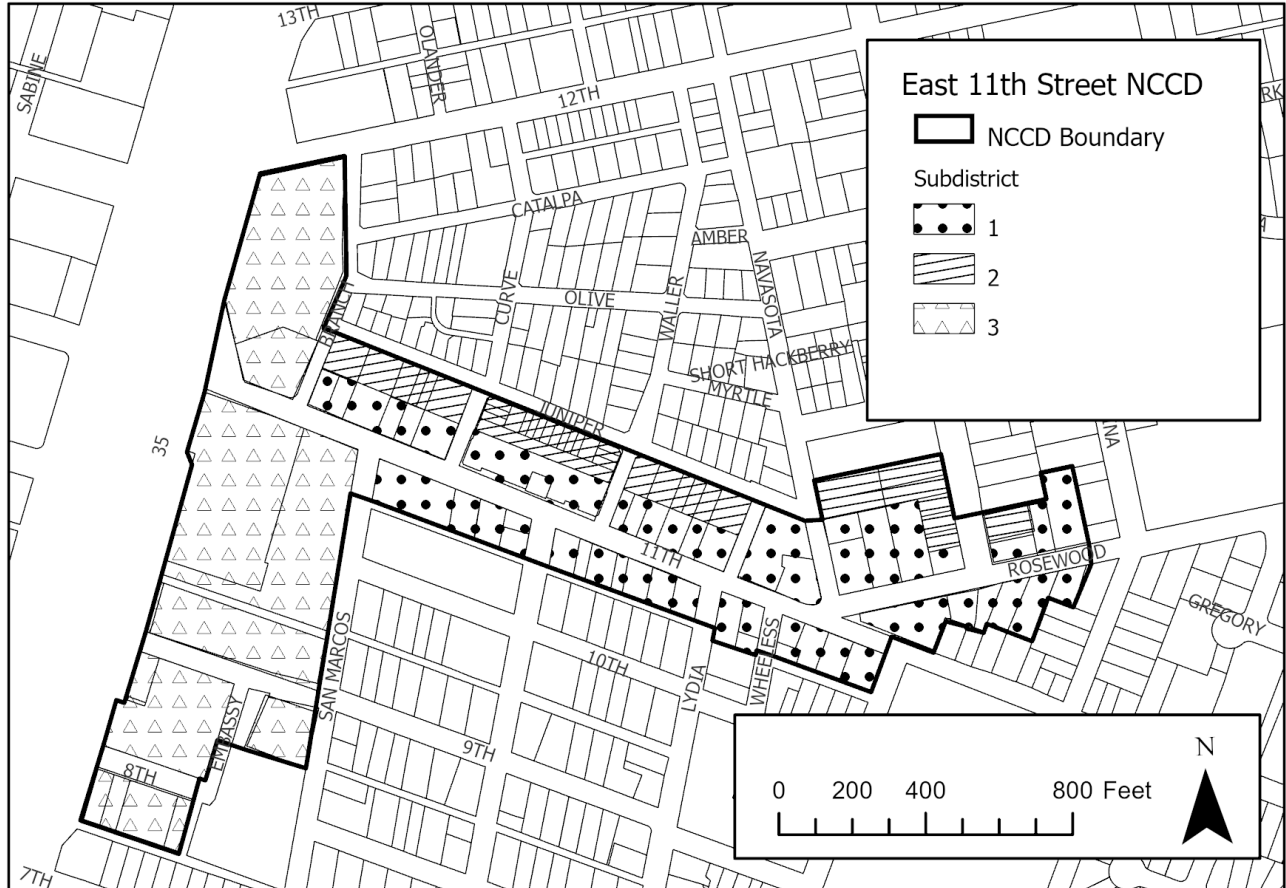 13TH
SABINE
OLANDER
12TH
East 11th Street NCCD
NCCD Boundary
Subdistrict
1
2
3
CATALPA
AMBER
NAVASOTA
CURVE
OLIVE
WALLER
BRANCH
SHORT HACKBERRY
MYRTLE
JUNIPER
35
11TH
ROSEWOOD
GREGORY
SAN MARCOS
10TH
LYDIA
WHEELESS
EMBASSY
9TH
8TH
7TH
N
0 200 400 800 Feet